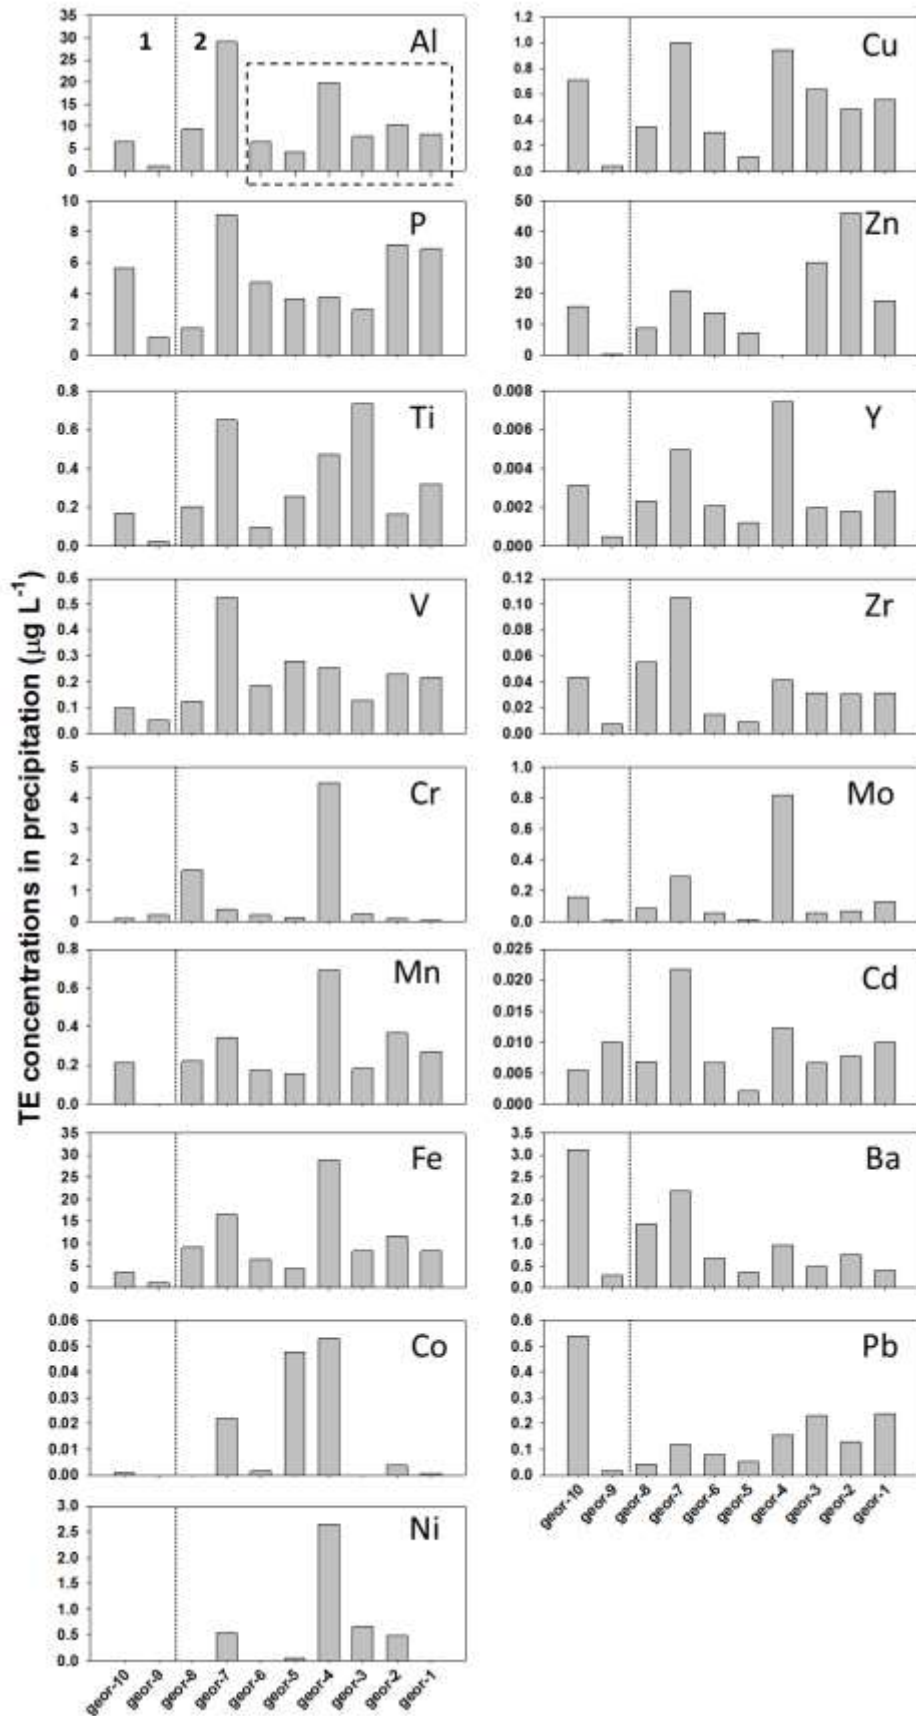 TE concentrations in precipitation (µg L⁻¹)
35
30
25
20
15
10
5
0
1
2
Al
10
8
6
4
2
0
P
0.8
0.6
0.4
0.2
0.0
Ti
0.6
0.5
0.4
0.3
0.2
0.1
0.0
V
5
4
3
2
1
0
Cr
0.8
0.6
0.4
0.2
0.0
Mn
35
30
25
20
15
10
5
0
Fe
0.06
0.05
0.04
0.03
0.02
0.01
0.00
Co
3.0
2.5
2.0
1.5
1.0
0.5
0.0
Ni
geor-10
geor-9
geor-8
geor-7
geor-6
geor-5
geor-4
geor-3
geor-2
geor-1
1.2
1.0
0.8
0.6
0.4
0.2
0.0
Cu
50
40
30
20
10
0
Zn
0.008
0.006
0.004
0.002
0.000
Y
0.12
0.10
0.08
0.06
0.04
0.02
0.00
Zr
1.0
0.8
0.6
0.4
0.2
0.0
Mo
0.025
0.020
0.015
0.010
0.005
0.000
Cd
3.5
3.0
2.5
2.0
1.5
1.0
0.5
0.0
Ba
0.6
0.5
0.4
0.3
0.2
0.1
0.0
Pb
geor-10
geor-9
geor-8
geor-7
geor-6
geor-5
geor-4
geor-3
geor-2
geor-1